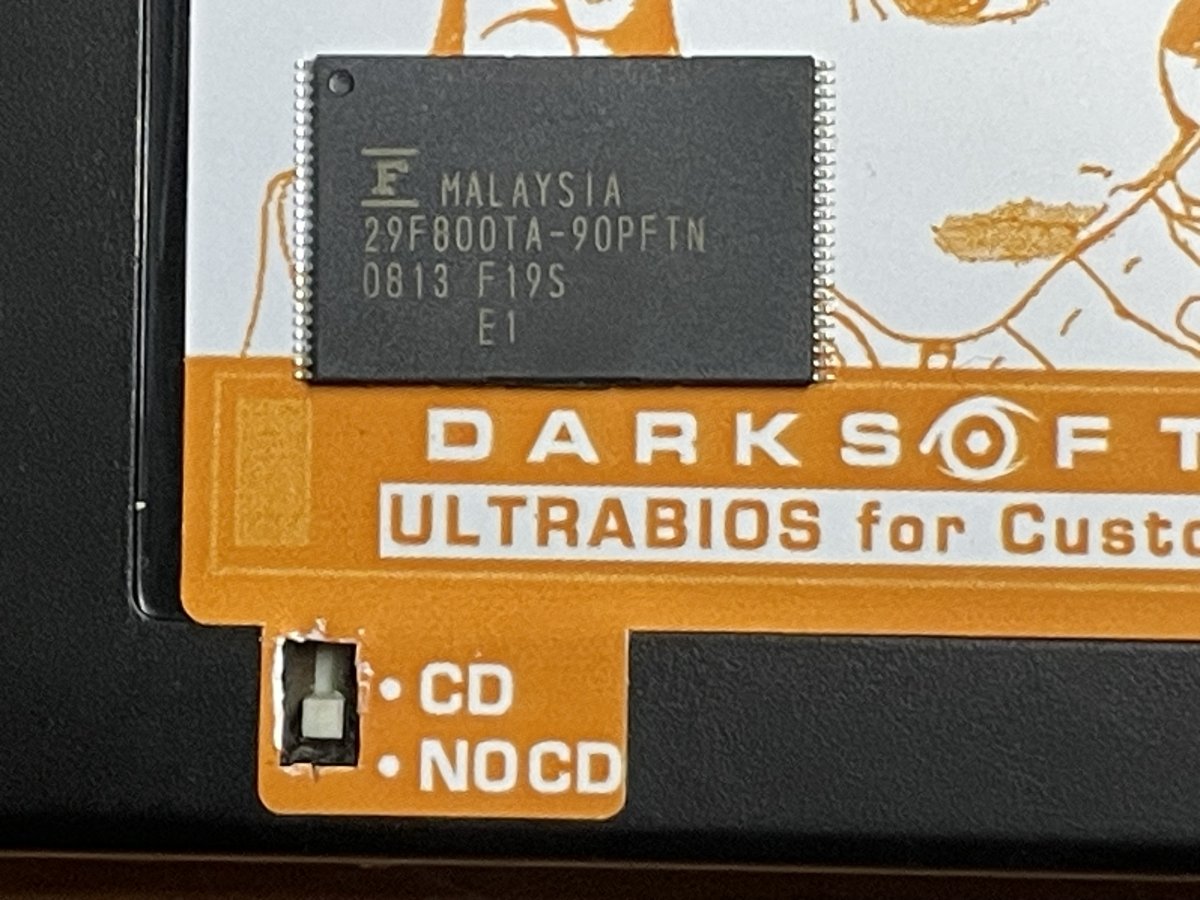 F MALAYSIA
29F800TA-90PFTN
0813 F19S
E1
DARKSOFT
ULTRABIOS for Custo
• CD
• NOCD